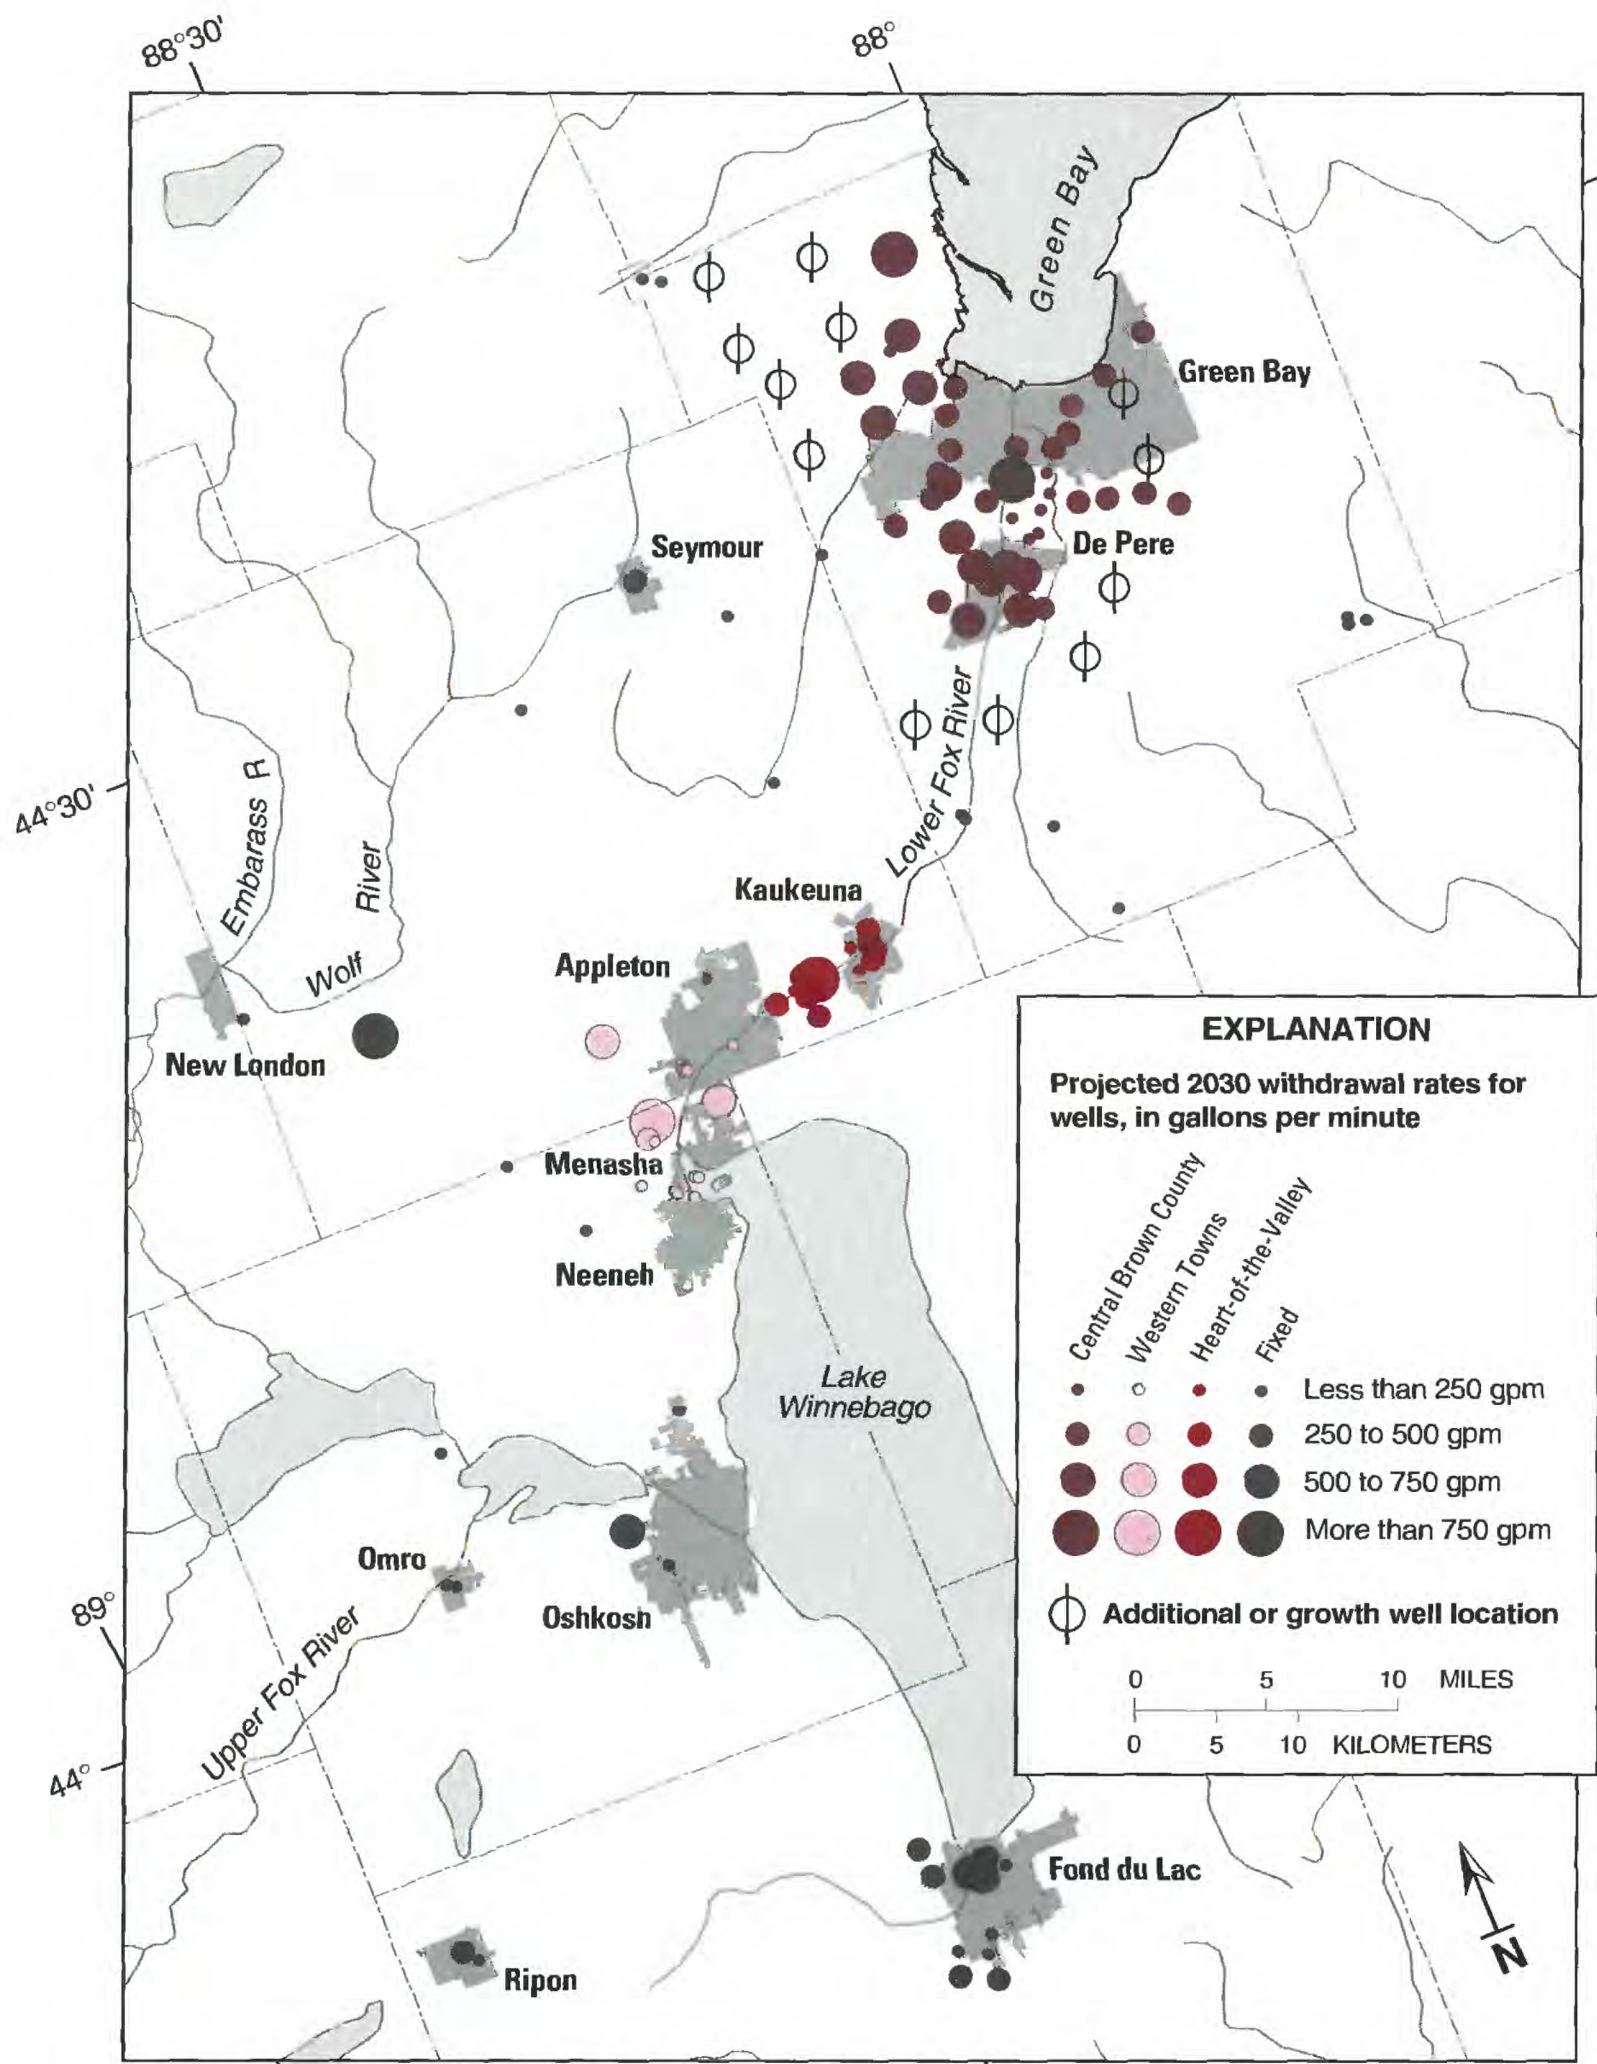 88°30'
88°
Green Bay
Green Bay
Seymour
De Pere
44°30'
Embarass R
River
Lower Fox River
Kaukeuna
Appleton
Wolf
New London
Menasha
Neeneh
Lake
Winnebago
Omro
Oshkosh
89°
Upper Fox River
44°
Fond du Lac
Ripon
EXPLANATION
Projected 2030 withdrawal rates for
wells, in gallons per minute
Central Brown County
Western Towns
Heart-of-the-Valley
Fixed
Less than 250 gpm
250 to 500 gpm
500 to 750 gpm
More than 750 gpm
Additional or growth well location
0 5 10 MILES
0 5 10 KILOMETERS
N